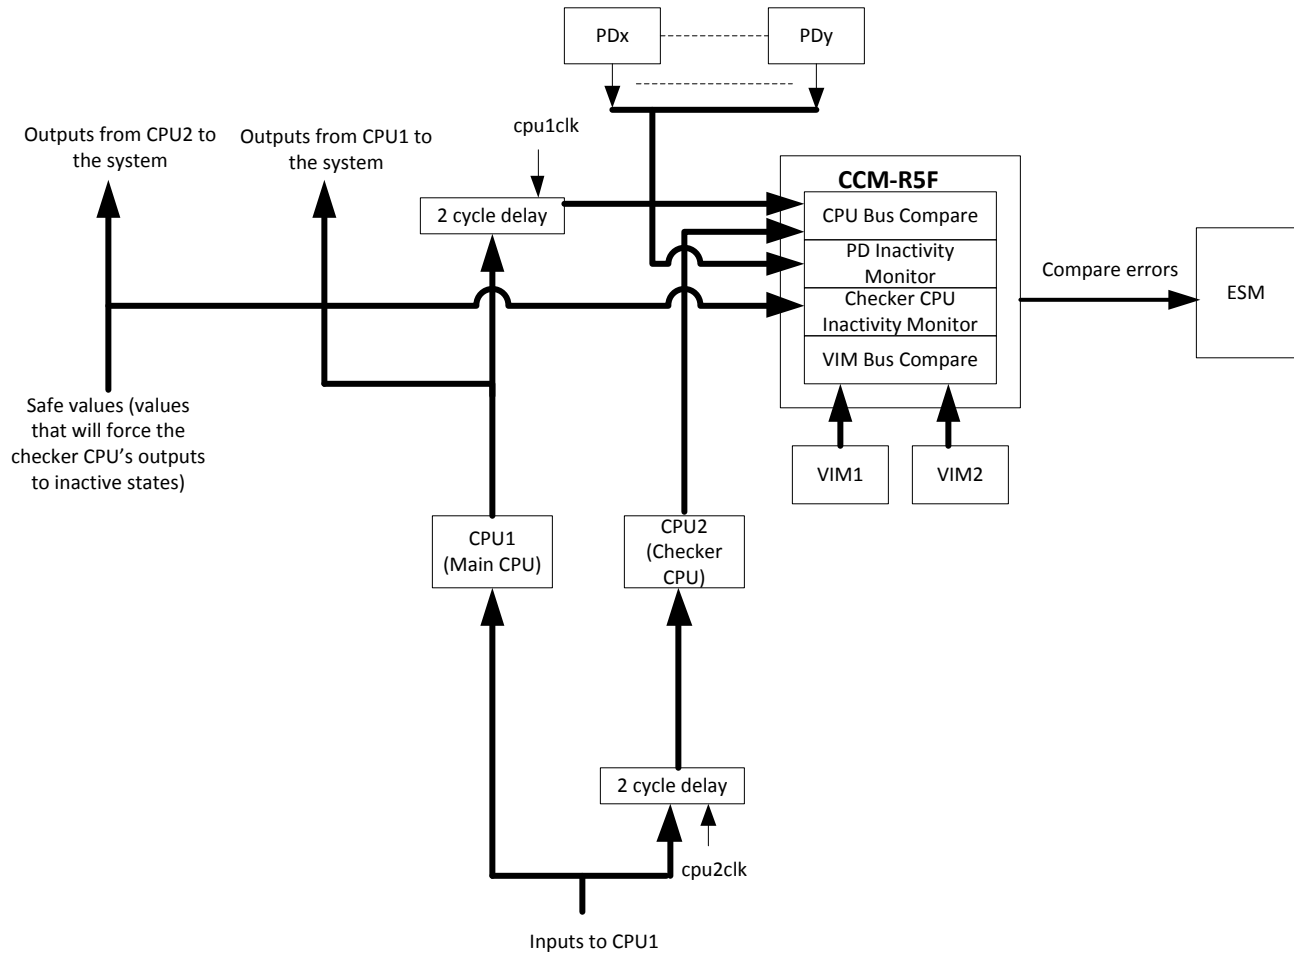 PDx
PDy
cpu1clk
Outputs from CPU2 to
the system
Outputs from CPU1 to
the system
2 cycle delay
CCM-R5F
CPU Bus Compare
PD Inactivity
Monitor
Checker CPU
Inactivity Monitor
VIM Bus Compare
Compare errors
ESM
Safe values (values
that will force the
checker CPU's outputs
to inactive states)
VIM1
VIM2
CPU1
(Main CPU)
CPU2
(Checker
CPU)
2 cycle delay
cpu2clk
Inputs to CPU1